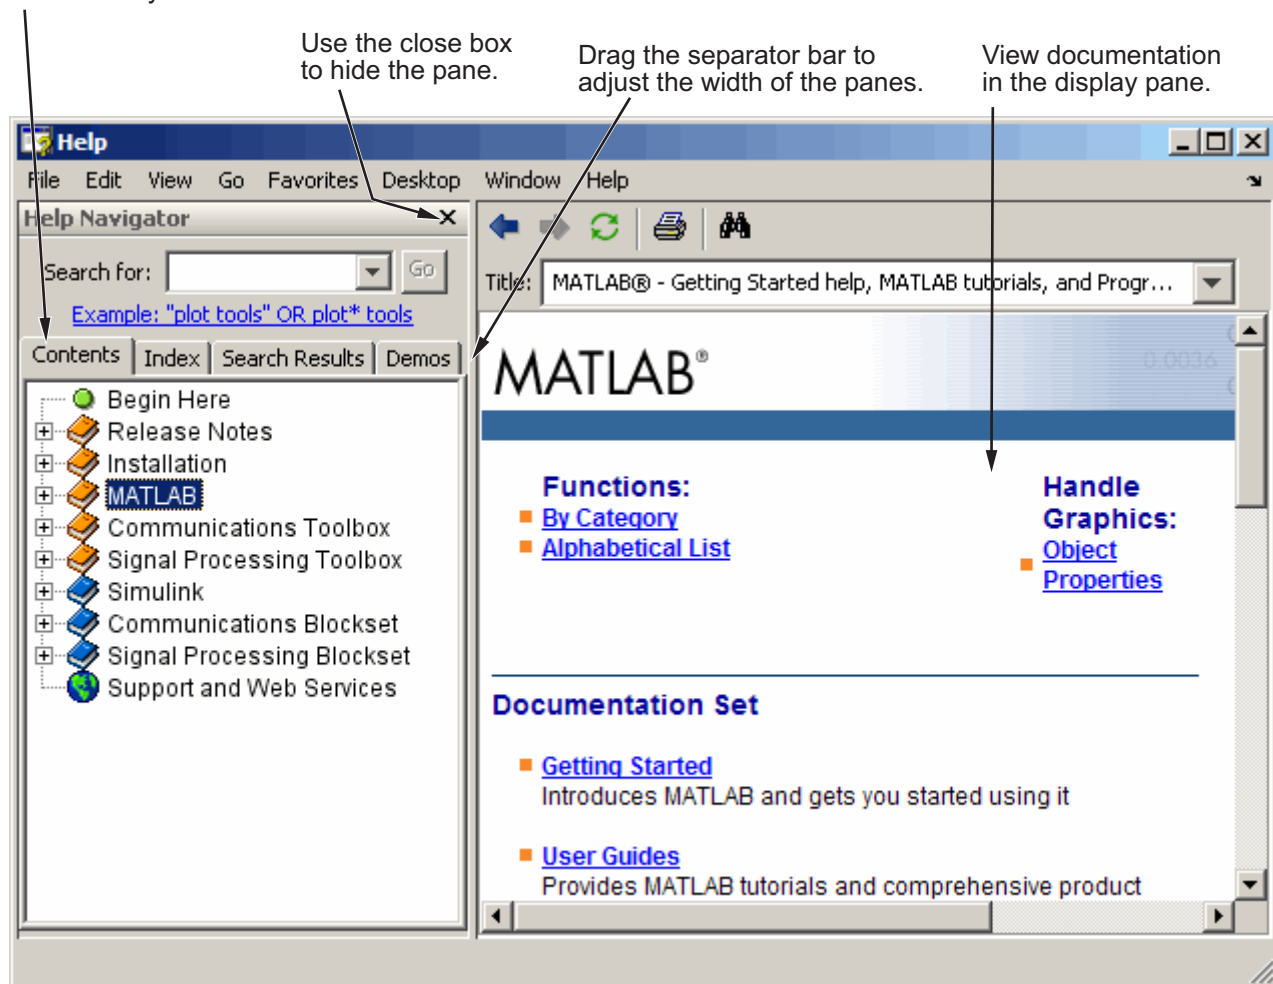 Use the close box
to hide the pane.
Drag the separator bar to
adjust the width of the panes.
View documentation
in the display pane.
Help
File Edit View Go Favorites Desktop Window Help
Help Navigator
Search for:
Go
Example: "plot tools" OR plot* tools
Contents Index Search Results Demos
Begin Here
Release Notes
Installation
MATLAB
Communications Toolbox
Signal Processing Toolbox
Simulink
Communications Blockset
Signal Processing Blockset
Support and Web Services
Title: MATLAB® - Getting Started help, MATLAB tutorials, and Progr...
MATLAB®
0.0036
Functions:
By Category
Alphabetical List
Handle
Graphics:
Object
Properties
Documentation Set
Getting Started
Introduces MATLAB and gets you started using it
User Guides
Provides MATLAB tutorials and comprehensive product